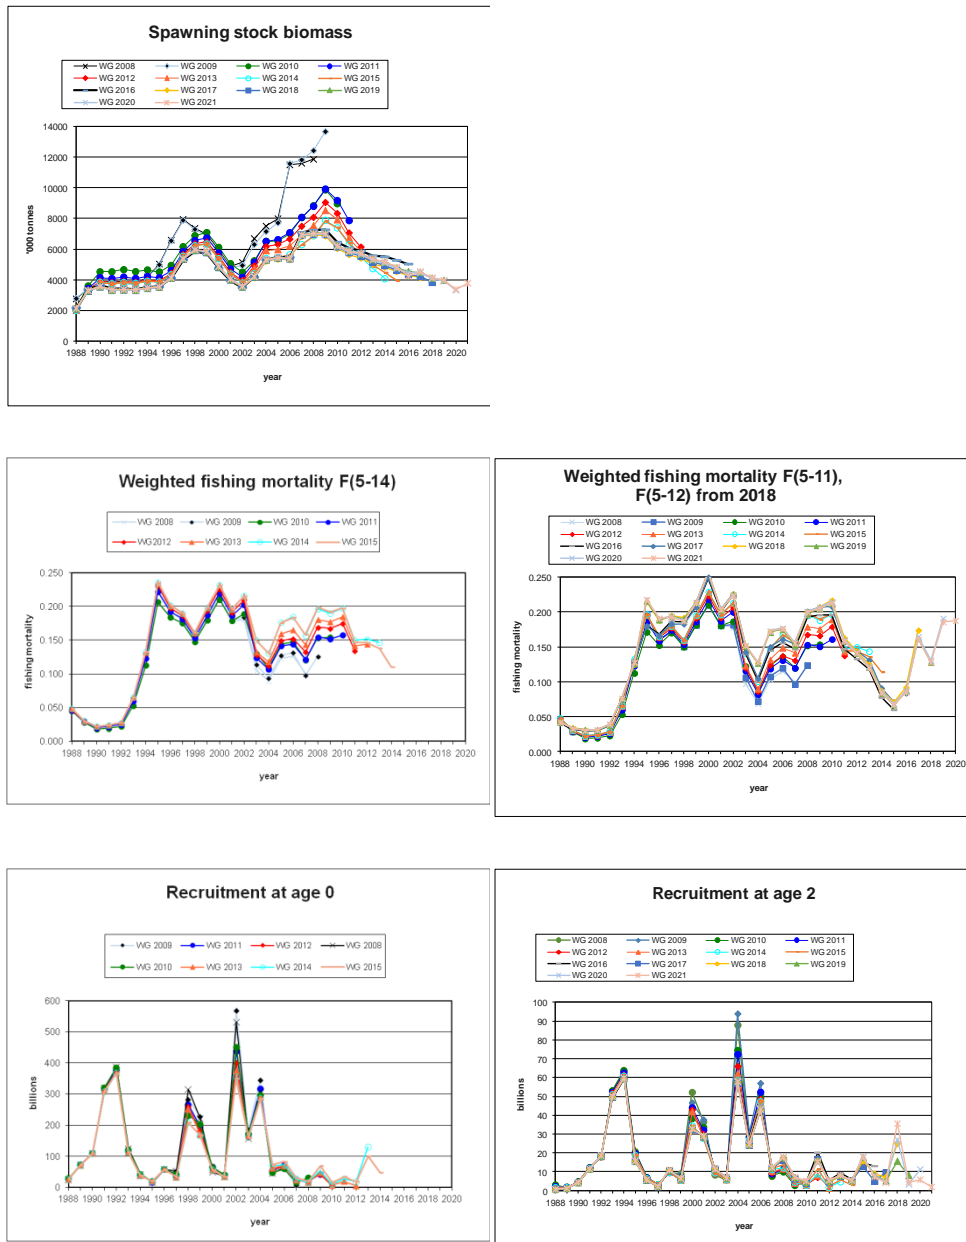 Spawning stock biomass
WG 2008 WG 2009 WG 2010 WG 2011
WG 2012 WG 2013 WG 2014 WG 2015
WG 2016 WG 2017 WG 2018 WG 2019
WG 2020 WG 2021
14000
12000
10000
8000
6000
4000
2000
0
'000 tonnes
1988 1990 1992 1994 1996 1998 2000 2002 2004 2006 2008 2010 2012 2014 2016 2018 2020
year
Weighted fishing mortality F(5-14)
WG 2008 WG 2009 WG 2010 WG 2011
WG 2012 WG 2013 WG 2014 WG 2015
0.250
0.200
0.150
0.100
0.050
0.000
fishing mortality
1988 1990 1992 1994 1996 1998 2000 2002 2004 2006 2008 2010 2012 2014 2016 2018 2020
year
Weighted fishing mortality F(5-11),
F(5-12) from 2018
WG 2008 WG 2009 WG 2010 WG 2011
WG 2012 WG 2013 WG 2014 WG 2015
WG 2016 WG 2017 WG 2018 WG 2019
WG 2020 WG 2021
0.250
0.200
0.150
0.100
0.050
0.000
fishing mortality
1988 1990 1992 1994 1996 1998 2000 2002 2004 2006 2008 2010 2012 2014 2016 2018 2020
year
Recruitment at age 0
WG 2009 WG 2011 WG 2012 WG 2008
WG 2010 WG 2013 WG 2014 WG 2015
600
500
400
300
200
100
0
billions
1988 1990 1992 1994 1996 1998 2000 2002 2004 2006 2008 2010 2012 2014 2016 2018 2020
year
Recruitment at age 2
WG 2008 WG 2009 WG 2010 WG 2011
WG 2012 WG 2013 WG 2014 WG 2015
WG 2016 WG 2017 WG 2018 WG 2019
WG 2020 WG 2021
100
90
80
70
60
50
40
30
20
10
0
billions
1988 1990 1992 1994 1996 1998 2000 2002 2004 2006 2008 2010 2012 2014 2016 2018 2020
year